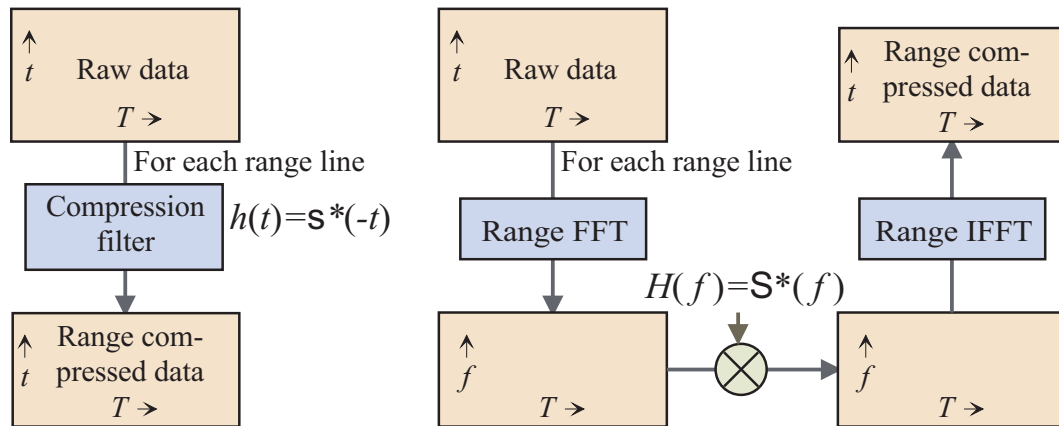 t
Raw data
T →
For each range line
Compression
filter
h(t)=s*(-t)
Range com-
pressed data
t
T →
Raw data
t
T →
For each range line
Range FFT
f
T →
H(f)=S*(f)
f
T →
Range IFFT
Range com-
pressed data
t
T →